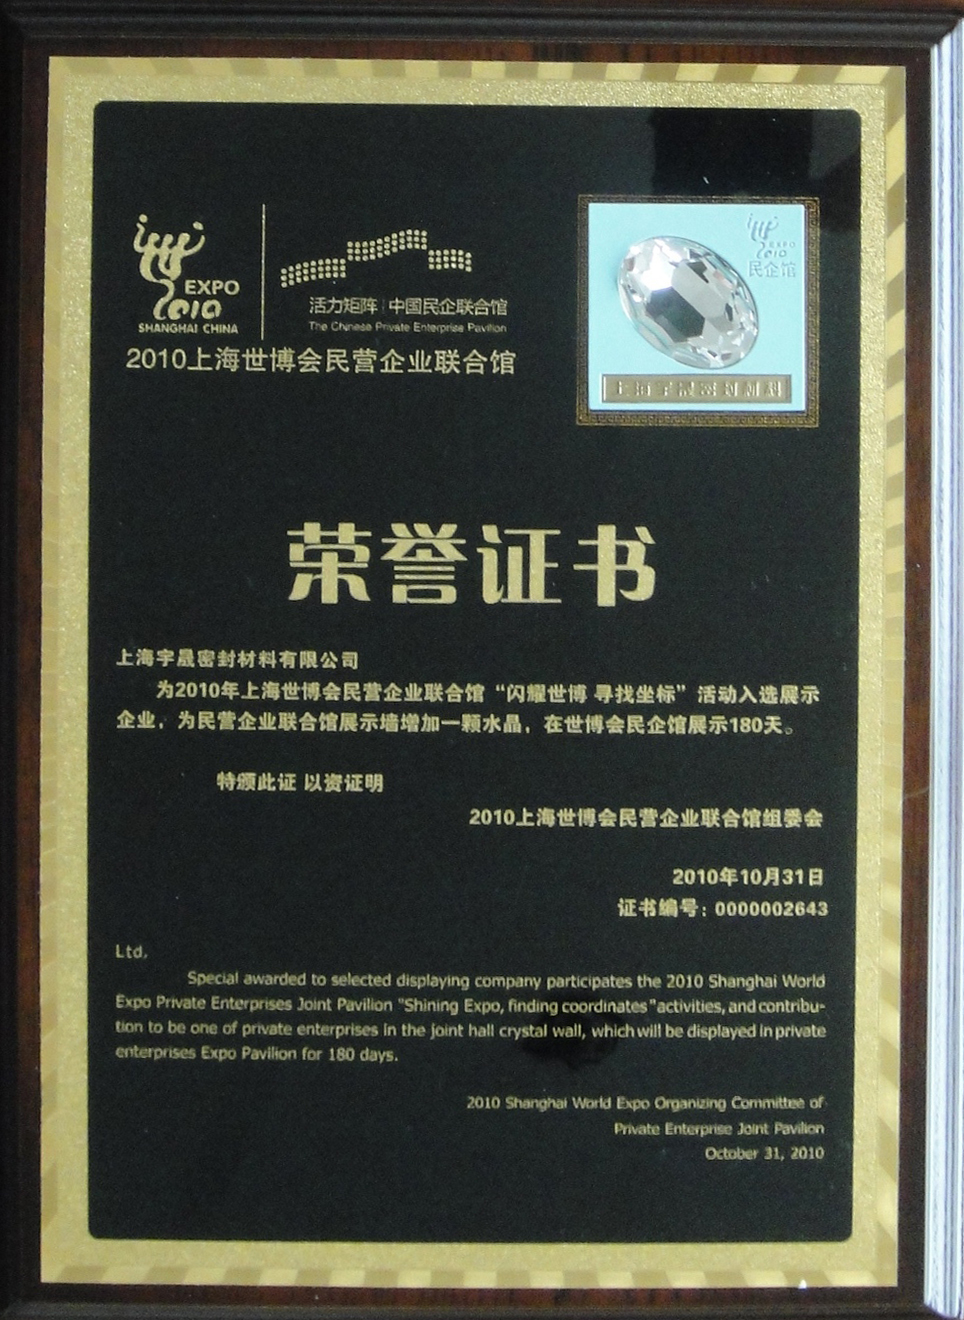 EXPO
2010
SHANGHAI CHINA
活力矩阵 | 中国民企联合馆
The Chinese Private Enterprise Pavilion
2010上海世博会民营企业联合馆
EXPO
2010
民企馆
上海宇晟密封材料
荣誉证书
上海宇晟密封材料有限公司
为2010年上海世博会民营企业联合馆“闪耀世博 寻找坐标”活动入选展示
企业，为民营企业联合馆展示墙增加一颗水晶，在世博会民企馆展示180天。
特颁此证 以资证明
2010上海世博会民营企业联合馆组委会
2010年10月31日
证书编号：0000002643
Ltd.
Special awarded to selected displaying company participates the 2010 Shanghai World
Expo Private Enterprises Joint Pavilion "Shining Expo, finding coordinates"activities, and contribu-
tion to be one of private enterprises in the joint hall crystal wall, which will be displayed in private
enterprises Expo Pavilion for 180 days.
2010 Shanghai World Expo Organizing Committee of
Private Enterprise Joint Pavilion
October 31, 2010